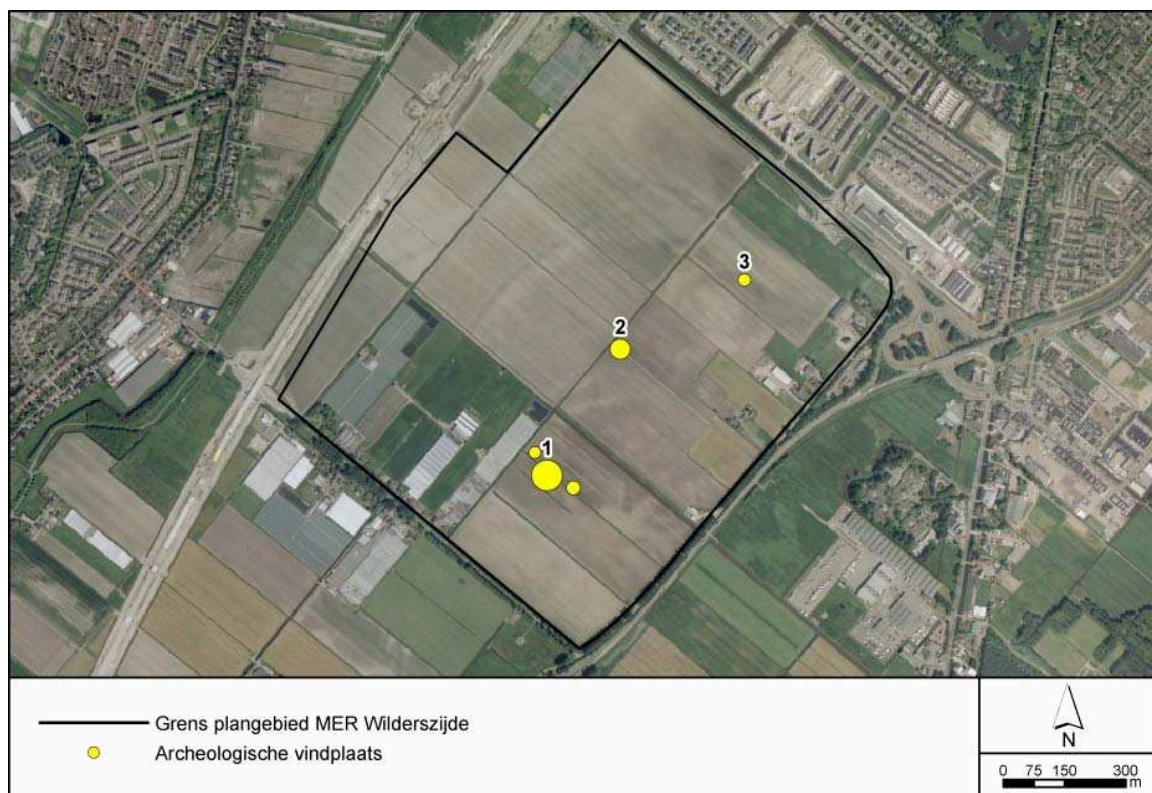 3
2
1
Grens plangebied MER Wilderszijde
Archeologische vindplaats
N
0 75 150 300
m